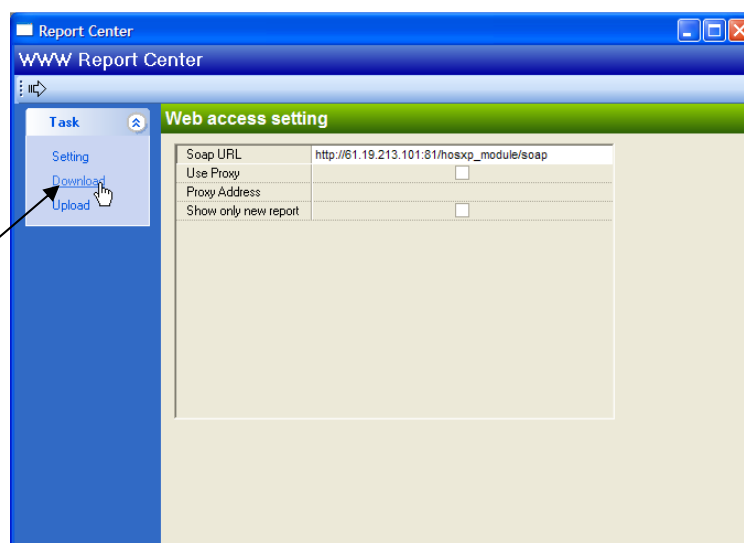 Report Center
WWW Report Center
Task
Setting
Download
Upload
Web access setting
Soap URL http://61.19.213.101:81/hosxp_module/soap
Use Proxy
Proxy Address
Show only new report